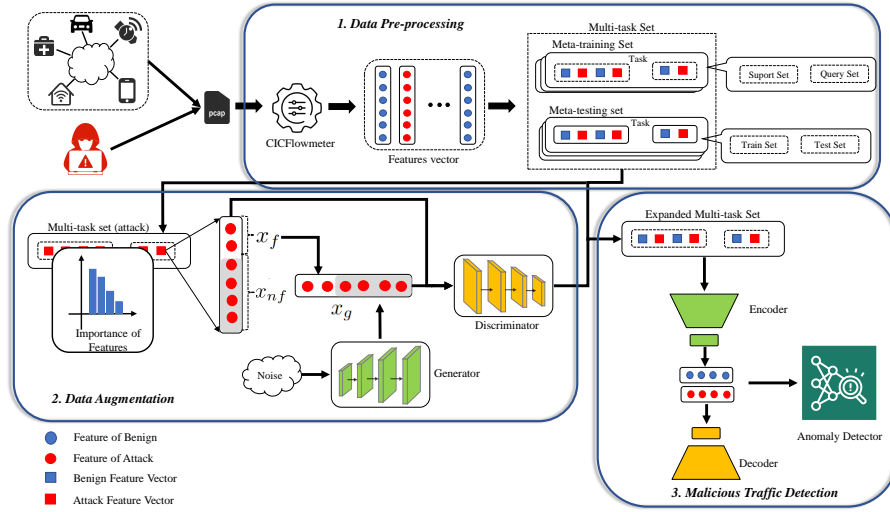 1. Data Pre-processing
Multi-task Set
Meta-training Set
Task
Suport Set
Query Set
pcap
CICFlowmeter
Features vector
Meta-testing set
Task
Train Set
Test Set
Multi-task set (attack)
Importance of
Features
x_f
x_{nf}
x_g
Discriminator
Noise
Generator
2. Data Augmentation
Expanded Multi-task Set
Encoder
Anomaly Detector
Decoder
3. Malicious Traffic Detection
Feature of Benign
Feature of Attack
Benign Feature Vector
Attack Feature Vector